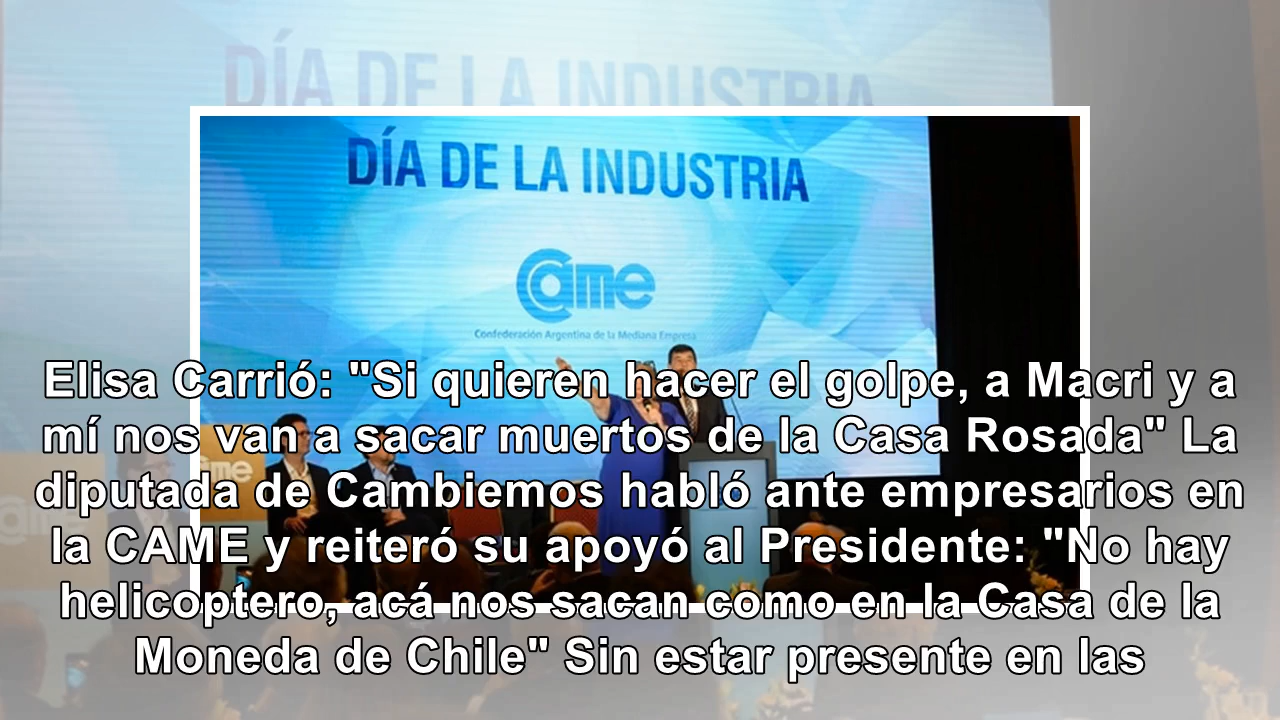 DÍA DE LA INDUSTRIA
DÍA DE LA INDUSTRIA
Came
Confederación Argentina de la Mediana Empresa
Elisa Carrió: "Si quieren hacer el golpe, a Macri y a
mí nos van a sacar muertos de la Casa Rosada" La
diputada de Cambiemos habló ante empresarios en
la CAME y reiteró su apoyó al Presidente: "No hay
helicoptero, acá nos sacan como en la Casa de la
Moneda de Chile" Sin estar presente en las
came
came